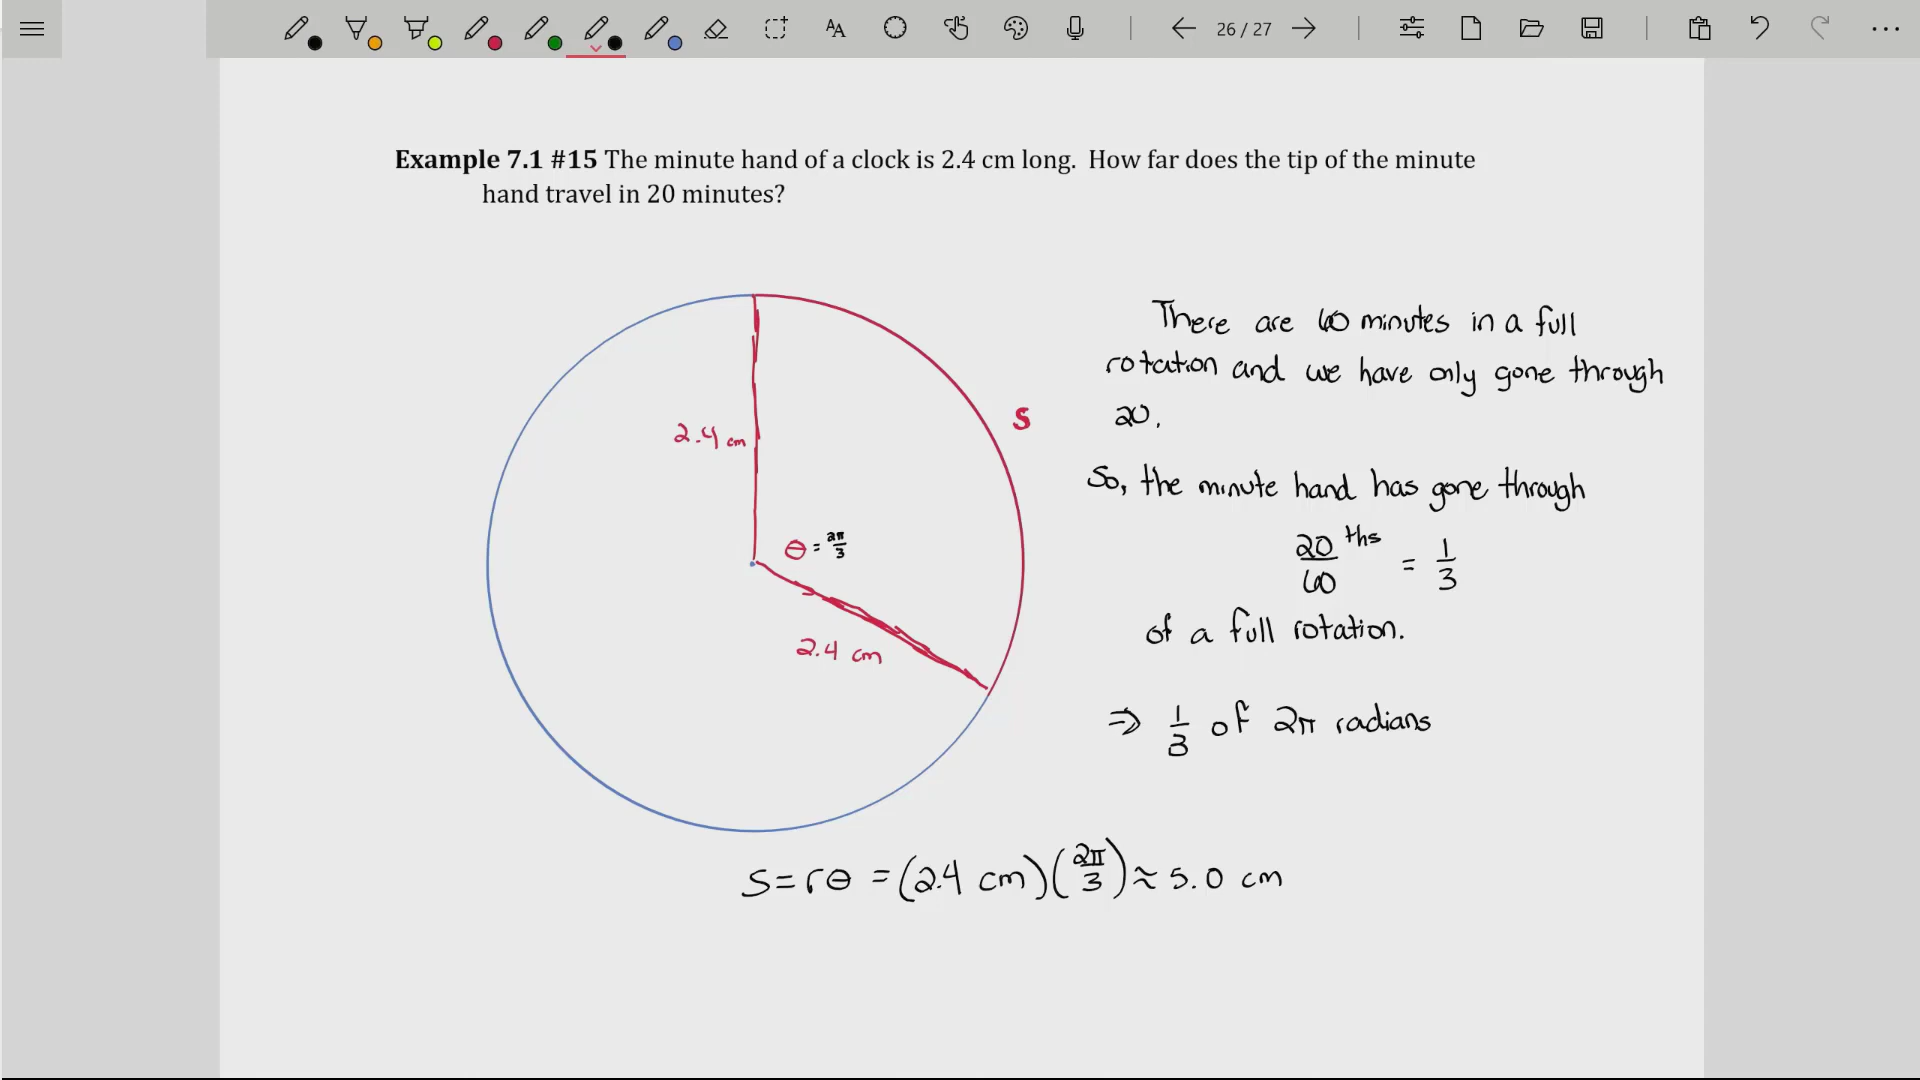 26 / 27
Example 7.1 #15 The minute hand of a clock is 2.4 cm long. How far does the tip of the minute
hand travel in 20 minutes?
There are 60 minutes in a full
rotation and we have only gone through
20.
S
2.4 cm
So, the minute hand has gone through
θ = 2π/3
20/60 ths = 1/3
of a full rotation.
2.4 cm
⇒ 1/3 of 2π radians
S = rθ = (2.4 cm)(2π/3) ≈ 5.0 cm